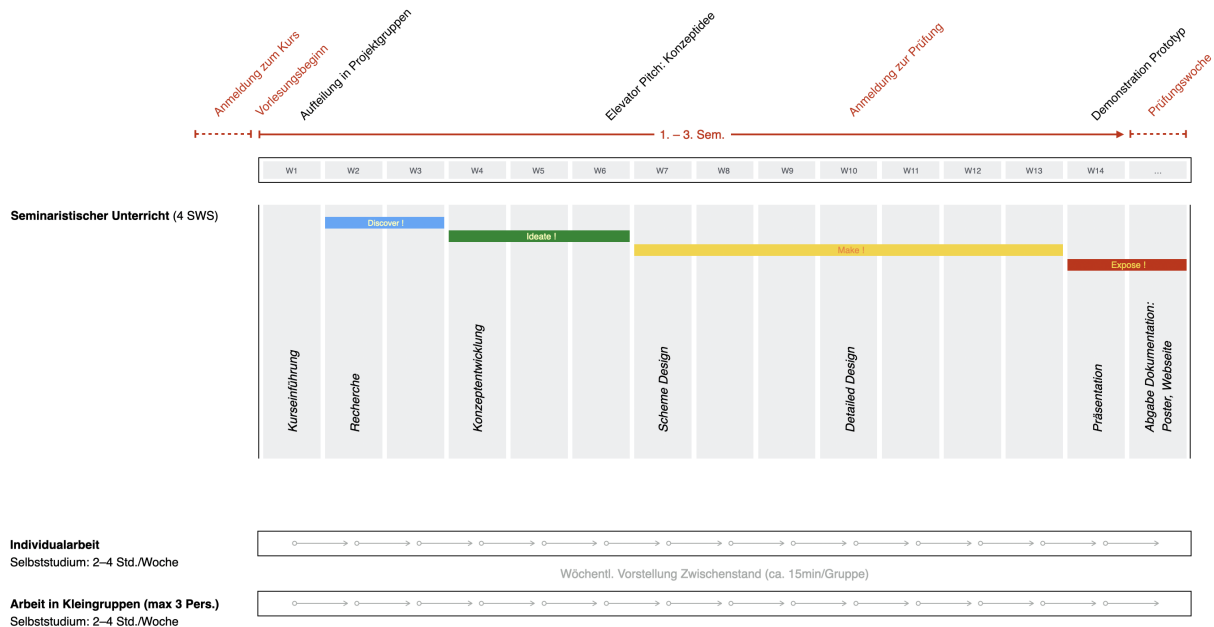 Anmeldung zum Kurs
Vorlesungsbeginn
Aufteilung in Projektgruppen
Elevator Pitch: Konzeptidee
Anmeldung zur Prüfung
Demonstration Prototyp
Prüfungswoche
1. – 3. Sem.
W1 W2 W3 W4 W5 W6 W7 W8 W9 W10 W11 W12 W13 W14 ...
Seminaristischer Unterricht (4 SWS)
Discover !
Ideate !
Make !
Expose !
Kurseinführung
Recherche
Konzeptentwicklung
Scheme Design
Detailed Design
Präsentation
Abgabe Dokumentation:
Poster, Webseite
Individualarbeit
Selbststudium: 2–4 Std./Woche
Wöchentl. Vorstellung Zwischenstand (ca. 15min/Gruppe)
Arbeit in Kleingruppen (max 3 Pers.)
Selbststudium: 2–4 Std./Woche